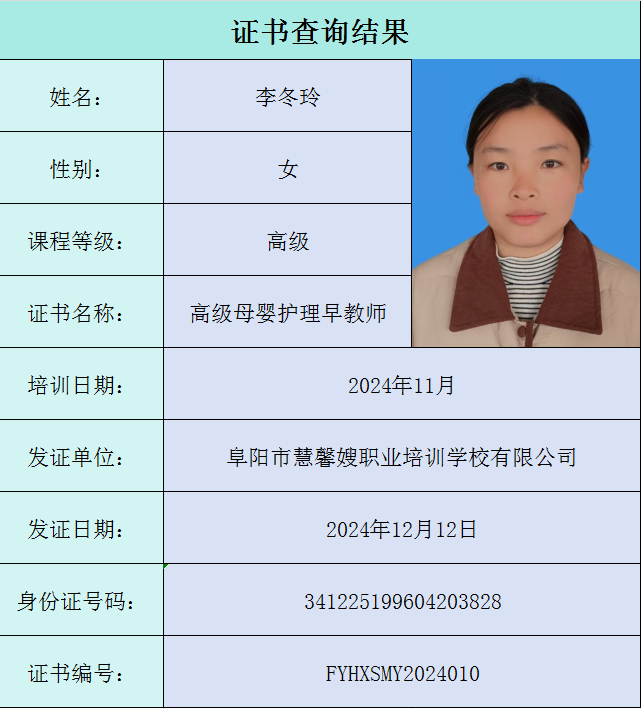 证书查询结果
姓名： 李冬玲
性别： 女
课程等级： 高级
证书名称： 高级母婴护理早教师
培训日期： 2024年11月
发证单位： 阜阳市慧馨嫂职业培训学校有限公司
发证日期： 2024年12月12日
身份证号码： 341225199604203828
证书编号： FYHXSMY2024010